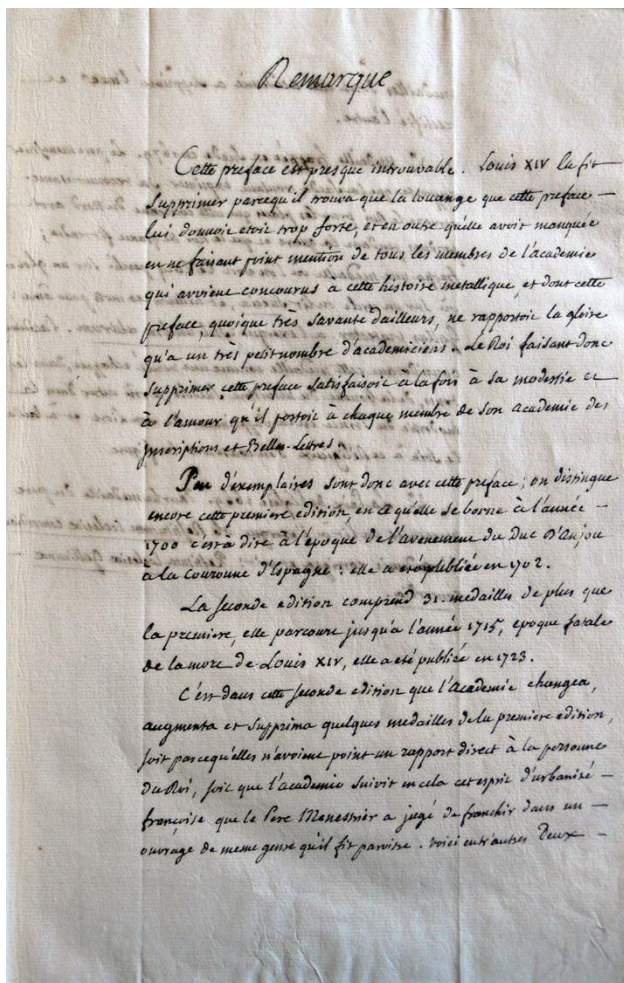 Remarque
Cette preface est presque introuvable. Louis XIV la fit
supprimer parcequ'il trouva que la louange que cette preface —
lui donnoit etoit trop forte, et en outre qu'elle avoit manquée
en ne faisant point mention de tous les membres de l'academie
qui avoient concourus a cette histoire metallique, et dont cette
preface, quoique très savante d'ailleurs, ne rapportoit la gloire
qu'a un très petit nombre d'academiciens. Le Roi faisant donc
supprimer cette preface satisfaisoit à la fois à sa modestie et
à l'amour qu'il portoit à chaque membre de son academie des
Inscriptions et Belles-Lettres.
Peu d'exemplaires sont donc avec cette preface; on distingue
encore cette premiere edition, en ce qu'elle se borne à l'année —
1700 c'est à dire à l'époque de l'avenement du Duc D'anjou
à la couronne d'Espagne: elle a été publiée en 1702.
La seconde edition comprend 31. medailles de plus que
la premiere, elle parcoure jusqu'à l'année 1715, epoque fatale
de la mort de Louis XIV, elle a été publiée en 1723.
C'est dans cette seconde edition que l'Academie changea,
augmenta et supprima quelques medailles de la premiere edition,
soit parcequ'elles n'avoient point un rapport direct à la personne
du Roi, soit que l'academie suivit en cela cet esprit d'urbanité —
françoise que le Pere Menestrier a jugé de franchir dans un —
ouvrage de meme genre qu'il fit paroitre. Voici entr'autres deux —